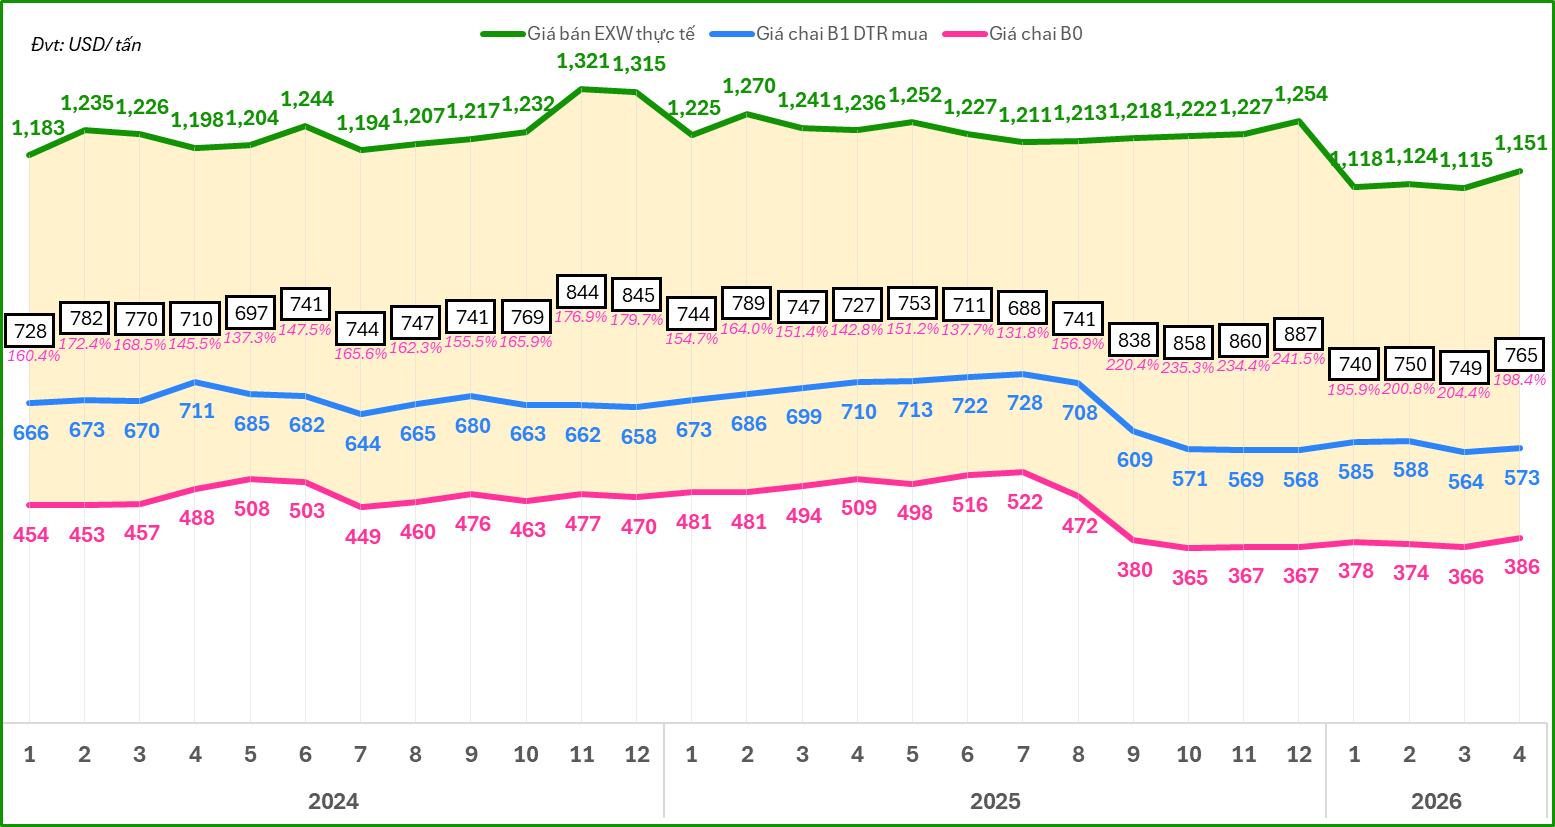 Đvt: USD/ tấn
Giá bán EXW thực tế Giá chai B1 DTR mua Giá chai B0
1,183 1,235 1,226 1,198 1,204 1,244 1,194 1,207 1,217 1,232 1,321 1,315 1,225 1,270 1,241 1,236 1,252 1,227 1,211 1,213 1,218 1,222 1,227 1,254 1,118 1,124 1,115 1,151
728 782 770 710 697 741 744 747 741 769 844 845 744 789 747 727 753 711 688 741 838 858 860 887 740 750 749 765
160.4% 172.4% 168.5% 145.5% 137.3% 147.5% 165.6% 162.3% 155.5% 165.9% 176.9% 179.7% 154.7% 164.0% 151.4% 142.8% 151.2% 137.7% 131.8% 156.9% 220.4% 235.3% 234.4% 241.5% 195.9% 200.8% 204.4% 198.4%
666 673 670 711 685 682 644 665 680 663 662 658 673 686 699 710 713 722 728 708 609 571 569 568 585 588 564 573
454 453 457 488 508 503 449 460 476 463 477 470 481 481 494 509 498 516 522 472 380 365 367 367 378 374 366 386
1 2 3 4 5 6 7 8 9 10 11 12 1 2 3 4 5 6 7 8 9 10 11 12 1 2 3 4
2024 2025 2026